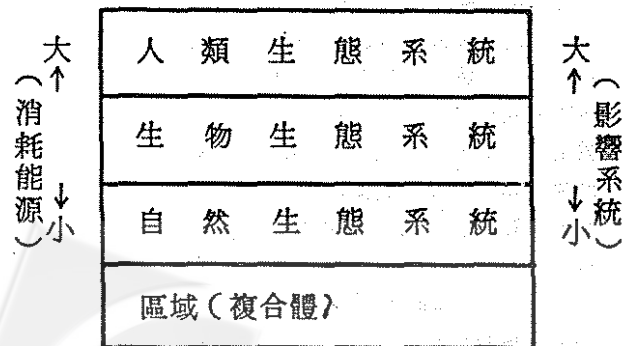 大
↑
(消耗能源)
↓
小
人類生態系統
生物生態系統
自然生態系統
區域(複合體)
大
↑
(影響系統)
↓
小